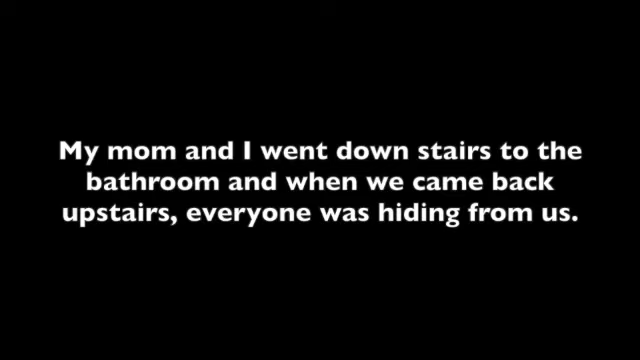 My mom and I went down stairs to the
bathroom and when we came back
upstairs, everyone was hiding from us.